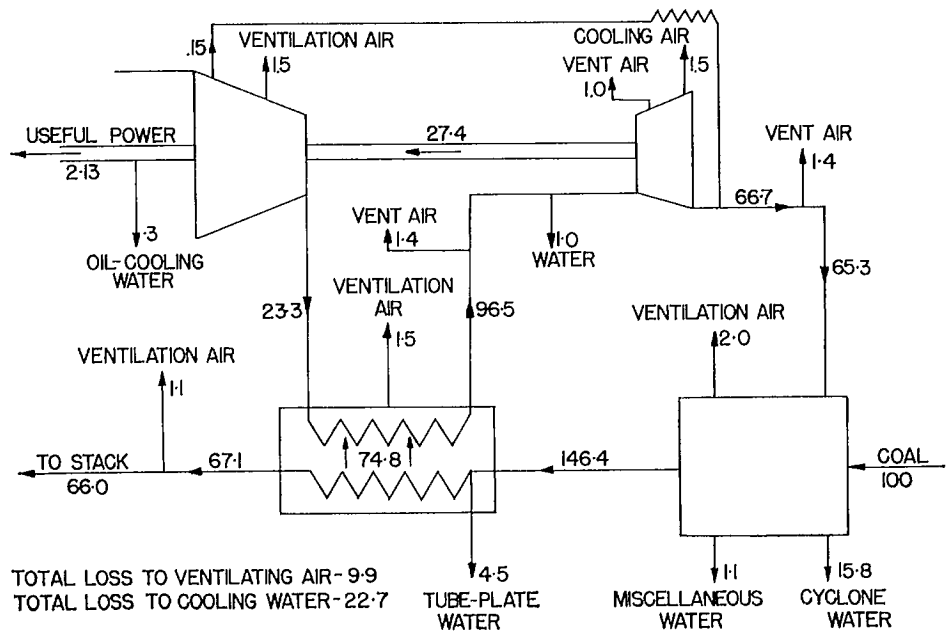 .15
VENTILATION AIR
1.5
COOLING AIR
1.5
VENT AIR
1.0
USEFUL POWER
2·13
27·4
VENT AIR
1·4
66·7
·3
OIL-COOLING
WATER
VENT AIR
1·4
1·0
WATER
65·3
23·3
VENTILATION
AIR
1·5
96·5
VENTILATION AIR
2·0
VENTILATION AIR
1·1
TO STACK
66·0
67·1
74·8
146·4
COAL
100
TOTAL LOSS TO VENTILATING AIR-9·9
TOTAL LOSS TO COOLING WATER-22·7
4·5
TUBE-PLATE
WATER
1·1
MISCELLANEOUS
WATER
15·8
CYCLONE
WATER